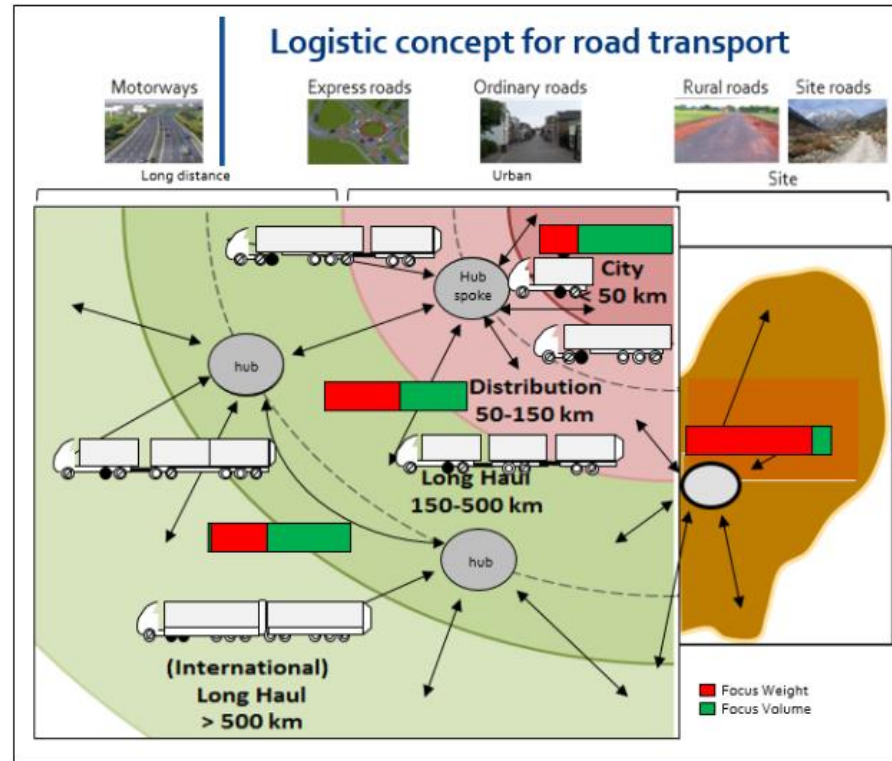 Logistic concept for road transport
Motorways
Express roads
Ordinary roads
Rural roads
Site roads
Long distance
Urban
Site
Hub
spoke
City
< 50 km
hub
Distribution
50-150 km
Long Haul
150-500 km
hub
(International)
Long Haul
> 500 km
Focus Weight
Focus Volume